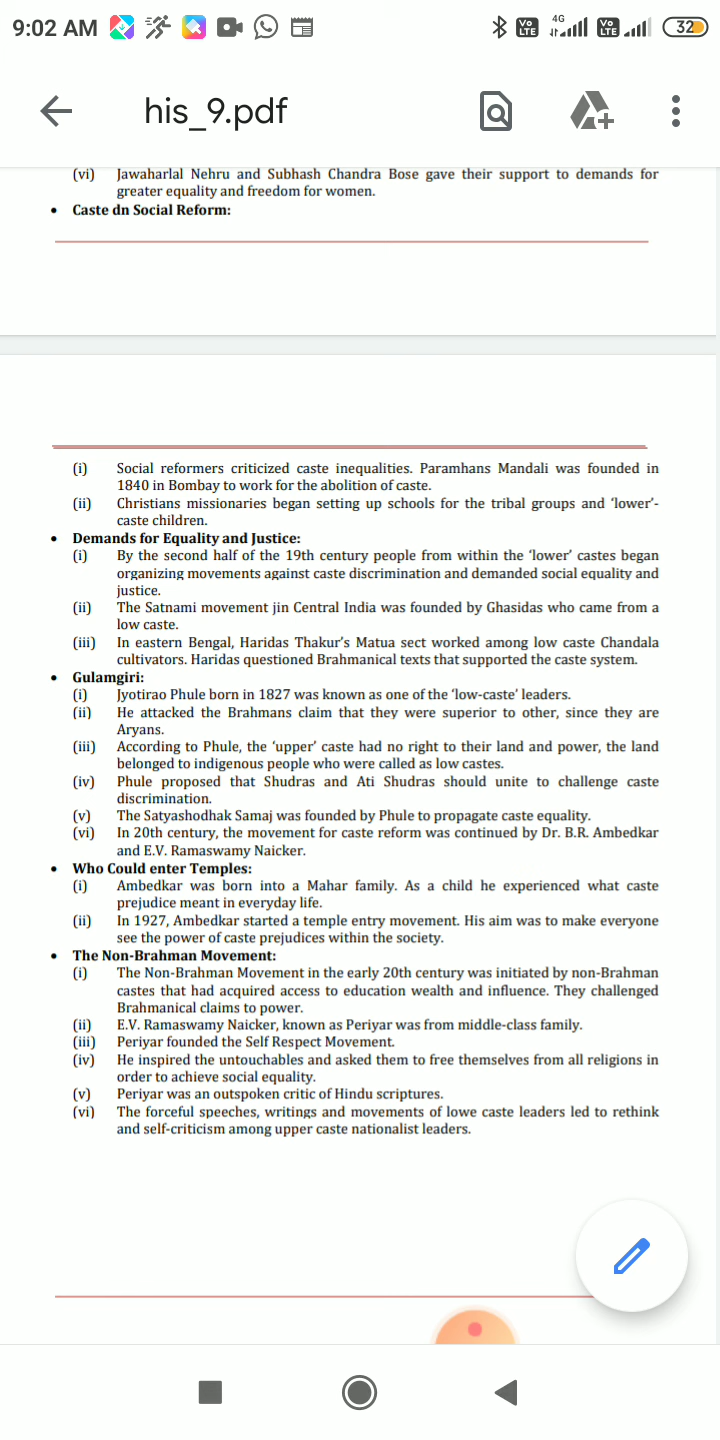 9:02 AM
Vo LTE
4G
Vo LTE
32
his_9.pdf
(vi) Jawaharlal Nehru and Subhash Chandra Bose gave their support to demands for
greater equality and freedom for women.
• Caste dn Social Reform:
(i) Social reformers criticized caste inequalities. Paramhans Mandali was founded in
1840 in Bombay to work for the abolition of caste.
(ii) Christians missionaries began setting up schools for the tribal groups and ‘lower’-
caste children.
• Demands for Equality and Justice:
(i) By the second half of the 19th century people from within the ‘lower’ castes began
organizing movements against caste discrimination and demanded social equality and
justice.
(ii) The Satnami movement jin Central India was founded by Ghasidas who came from a
low caste.
(iii) In eastern Bengal, Haridas Thakur’s Matua sect worked among low caste Chandala
cultivators. Haridas questioned Brahmanical texts that supported the caste system.
• Gulamgiri:
(i) Jyotirao Phule born in 1827 was known as one of the ‘low-caste’ leaders.
(ii) He attacked the Brahmans claim that they were superior to other, since they are
Aryans.
(iii) According to Phule, the ‘upper’ caste had no right to their land and power, the land
belonged to indigenous people who were called as low castes.
(iv) Phule proposed that Shudras and Ati Shudras should unite to challenge caste
discrimination.
(v) The Satyashodhak Samaj was founded by Phule to propagate caste equality.
(vi) In 20th century, the movement for caste reform was continued by Dr. B.R. Ambedkar
and E.V. Ramaswamy Naicker.
• Who Could enter Temples:
(i) Ambedkar was born into a Mahar family. As a child he experienced what caste
prejudice meant in everyday life.
(ii) In 1927, Ambedkar started a temple entry movement. His aim was to make everyone
see the power of caste prejudices within the society.
• The Non-Brahman Movement:
(i) The Non-Brahman Movement in the early 20th century was initiated by non-Brahman
castes that had acquired access to education wealth and influence. They challenged
Brahmanical claims to power.
(ii) E.V. Ramaswamy Naicker, known as Periyar was from middle-class family.
(iii) Periyar founded the Self Respect Movement.
(iv) He inspired the untouchables and asked them to free themselves from all religions in
order to achieve social equality.
(v) Periyar was an outspoken critic of Hindu scriptures.
(vi) The forceful speeches, writings and movements of lowe caste leaders led to rethink
and self-criticism among upper caste nationalist leaders.